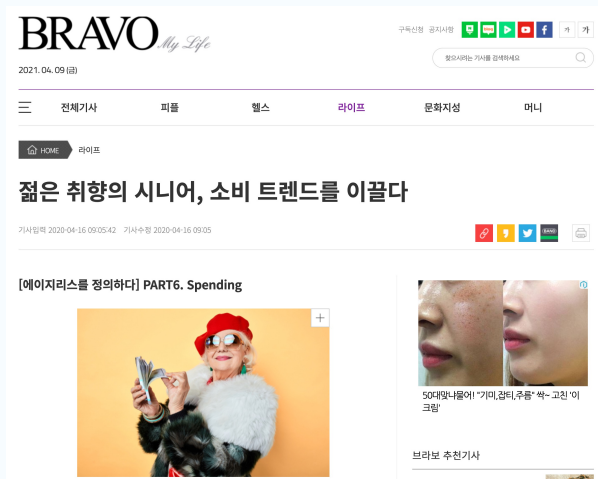 BRAVO My Life
구독신청 공지사항
가 가
찾으시려는 기사를 검색하세요
2021. 04. 09 (금)
전체기사 피플 헬스 라이프 문화지성 머니
HOME 라이프
젊은 취향의 시니어, 소비 트렌드를 이끌다
기사입력 2020-04-16 09:05:42 기사수정 2020-04-16 09:05
[에이지리스를 정의하다] PART6. Spending
50대맞나물어! "기미,잡티,주름" 싹~ 고친 '이
크림'
브라보 추천기사